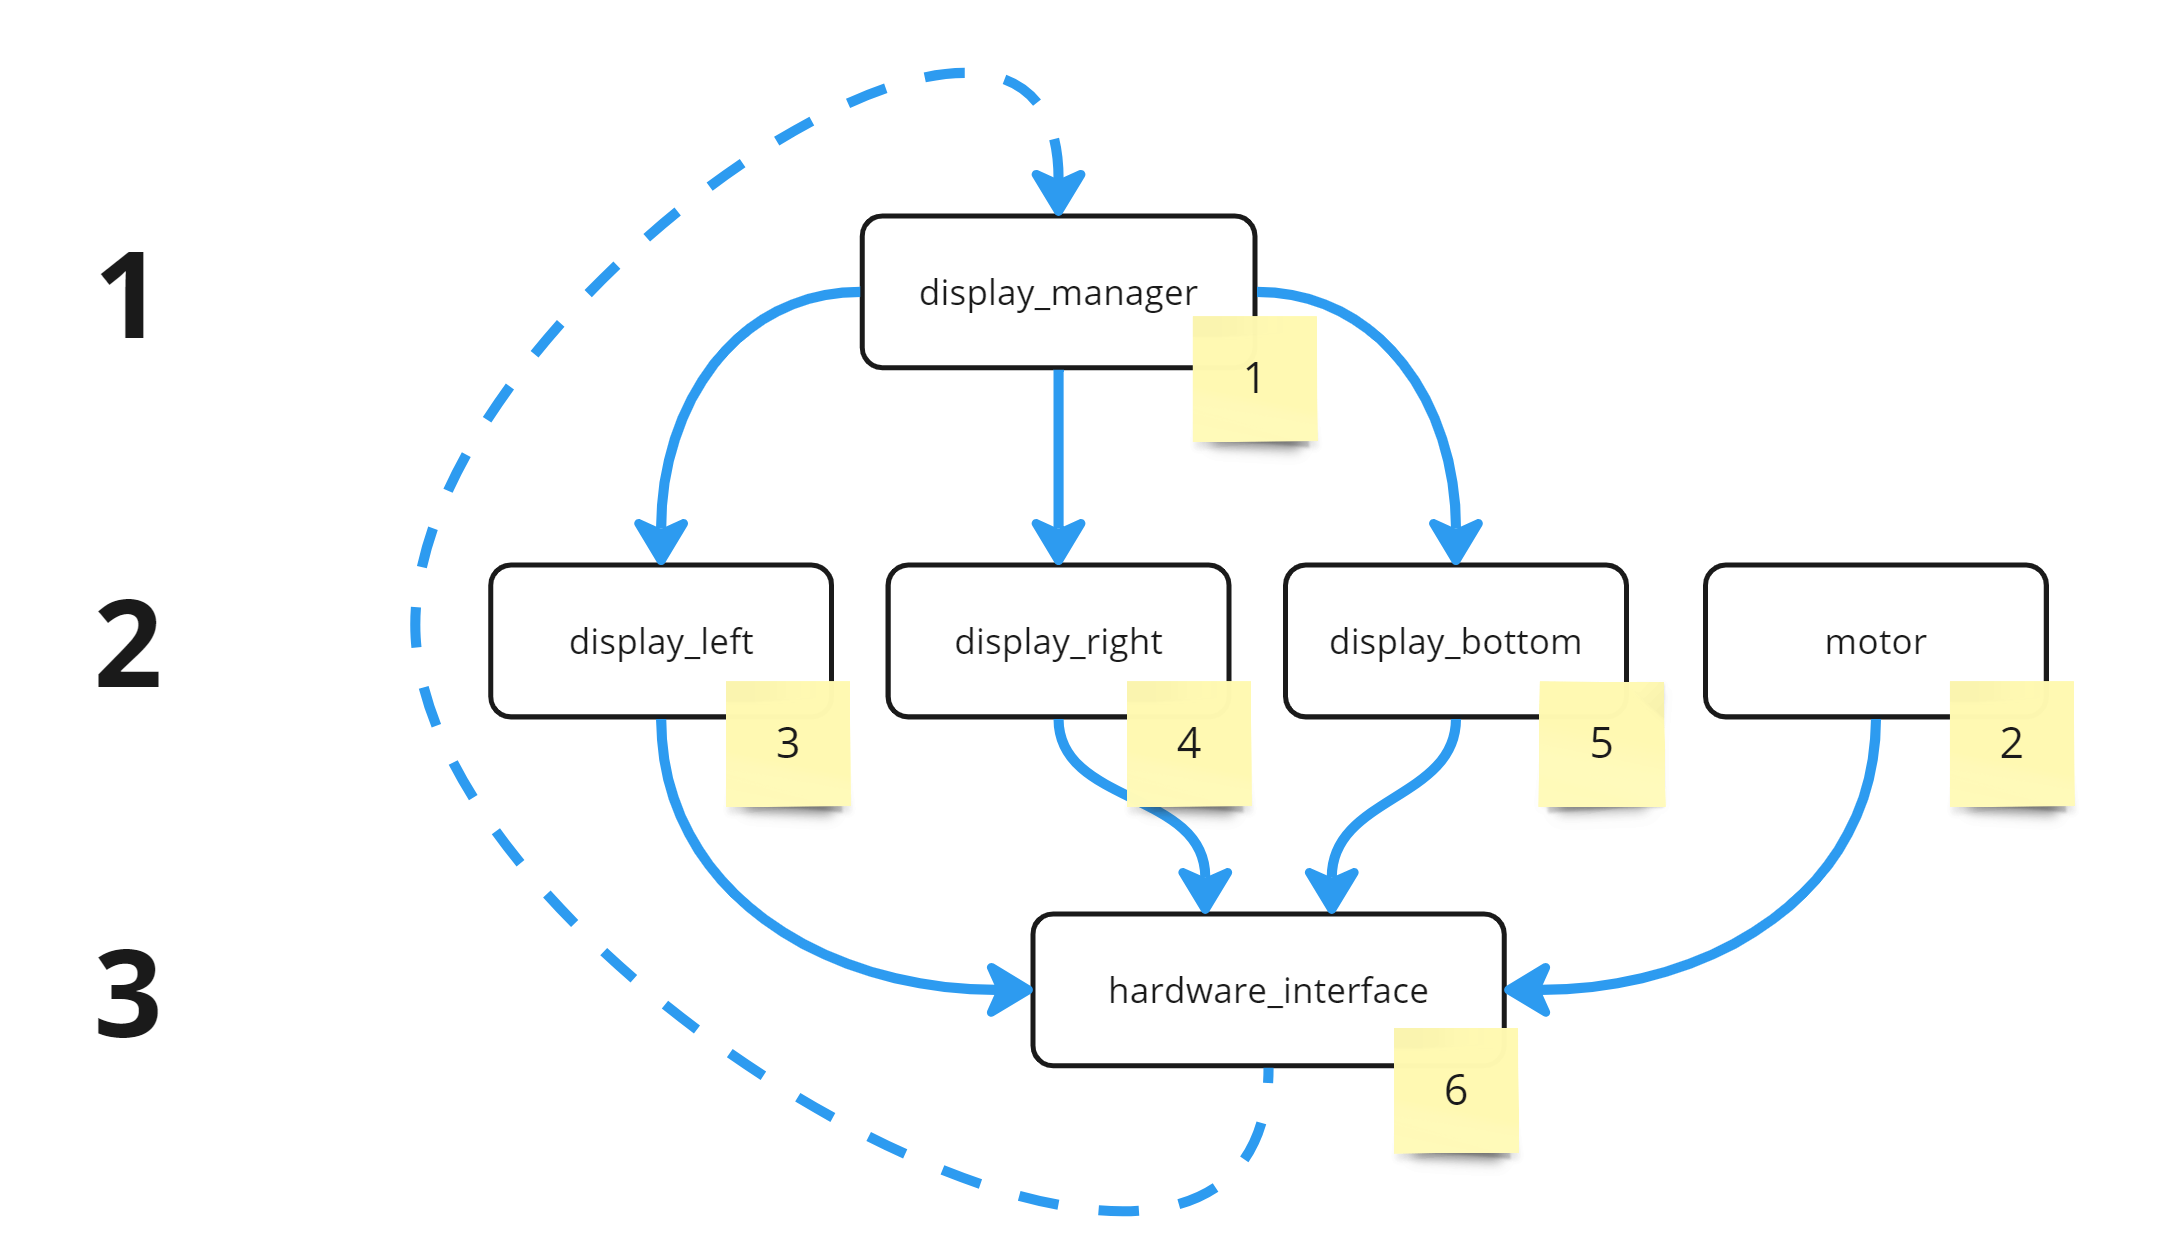 1
display_manager
1
2
display_left
display_right
display_bottom
motor
3
4
5
2
3
hardware_interface
6